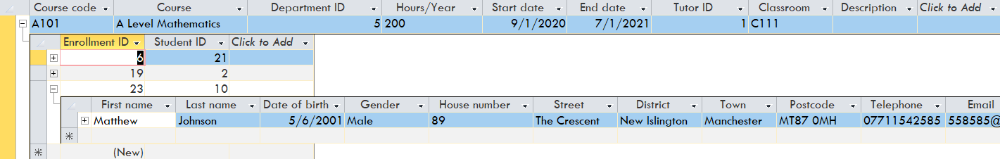 Course code Course Department ID Hours/Year Start date End date Tutor ID Classroom Description Click to Add
A101 A Level Mathematics 5 200 9/1/2020 7/1/2021 1 C111
Enrollment ID Student ID Click to Add
6 21
19 2
23 10
First name Last name Date of birth Gender House number Street District Town Postcode Telephone Email
Matthew Johnson 5/6/2001 Male 89 The Crescent New Islington Manchester MT87 0MH 07711542585 558585@
(New)